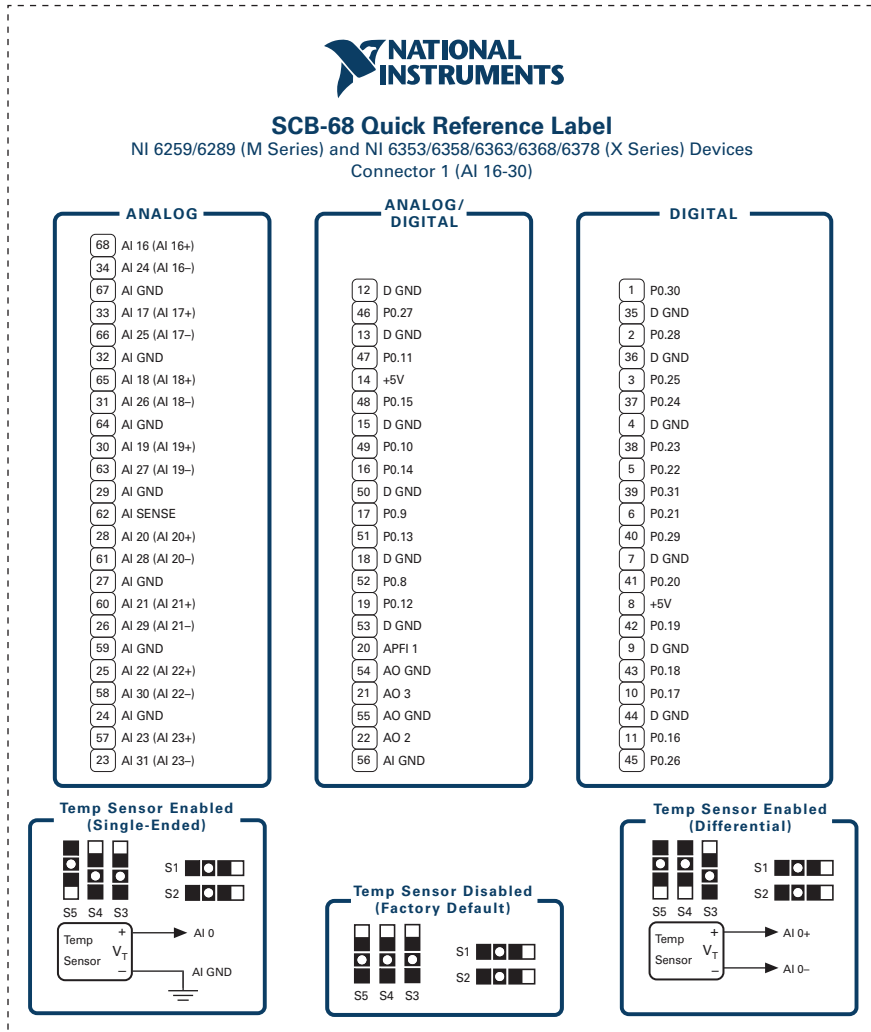 NATIONAL
INSTRUMENTS
SCB-68 Quick Reference Label
NI 6259/6289 (M Series) and NI 6353/6358/6363/6368/6378 (X Series) Devices
Connector 1 (AI 16-30)
ANALOG
68 AI 16 (AI 16+)
34 AI 24 (AI 16–)
67 AI GND
33 AI 17 (AI 17+)
66 AI 25 (AI 17–)
32 AI GND
65 AI 18 (AI 18+)
31 AI 26 (AI 18–)
64 AI GND
30 AI 19 (AI 19+)
63 AI 27 (AI 19–)
29 AI GND
62 AI SENSE
28 AI 20 (AI 20+)
61 AI 28 (AI 20–)
27 AI GND
60 AI 21 (AI 21+)
26 AI 29 (AI 21–)
59 AI GND
25 AI 22 (AI 22+)
58 AI 30 (AI 22–)
24 AI GND
57 AI 23 (AI 23+)
23 AI 31 (AI 23–)
ANALOG/
DIGITAL
12 D GND
46 P0.27
13 D GND
47 P0.11
14 +5V
48 P0.15
15 D GND
49 P0.10
16 P0.14
50 D GND
17 P0.9
51 P0.13
18 D GND
52 P0.8
19 P0.12
53 D GND
20 APFI 1
54 AO GND
21 AO 3
55 AO GND
22 AO 2
56 AI GND
DIGITAL
1 P0.30
35 D GND
2 P0.28
36 D GND
3 P0.25
37 P0.24
4 D GND
38 P0.23
5 P0.22
39 P0.31
6 P0.21
40 P0.29
7 D GND
41 P0.20
8 +5V
42 P0.19
9 D GND
43 P0.18
10 P0.17
44 D GND
11 P0.16
45 P0.26
Temp Sensor Enabled
(Single-Ended)
S1
S2
S5 S4 S3
Temp
Sensor
+
VT
–
AI 0
AI GND
Temp Sensor Disabled
(Factory Default)
S1
S2
S5 S4 S3
Temp Sensor Enabled
(Differential)
S1
S2
S5 S4 S3
Temp
Sensor
+
VT
–
AI 0+
AI 0–